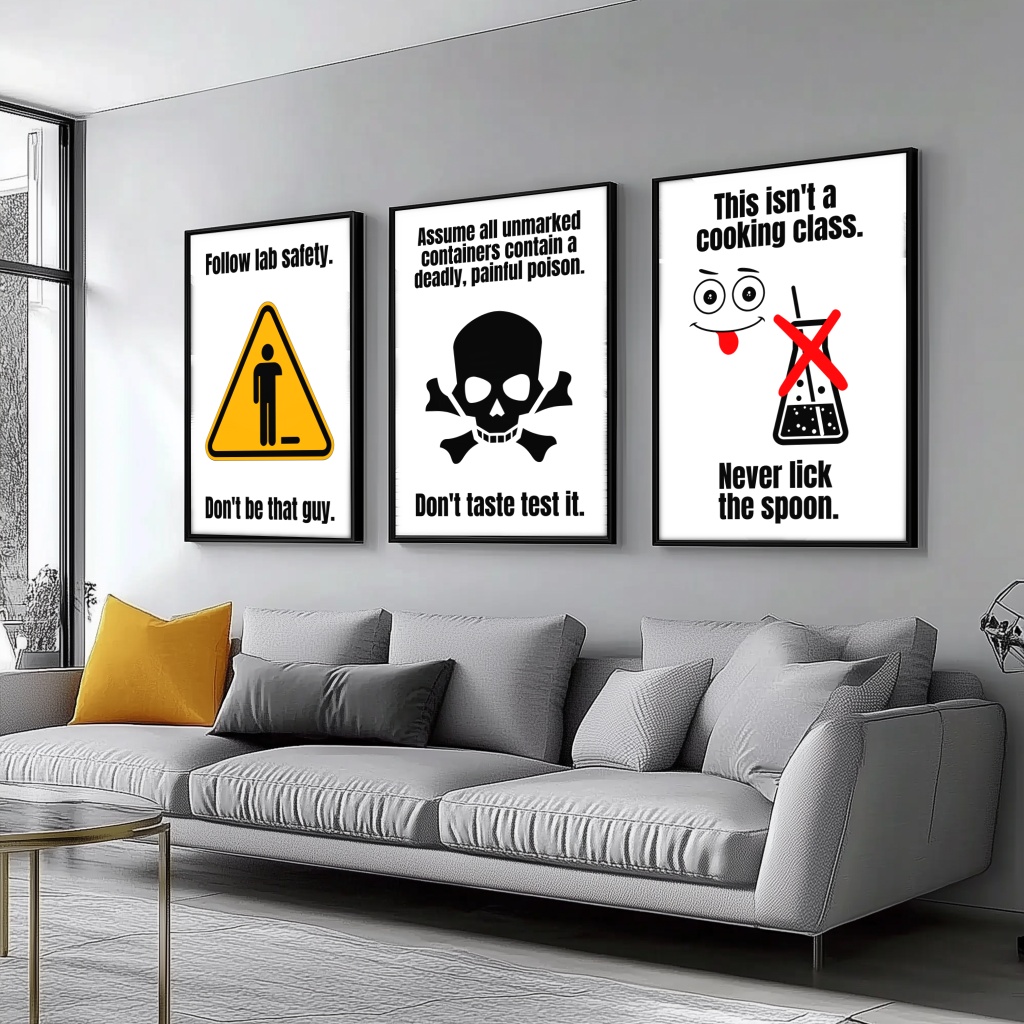 Follow lab safety.
Don't be that guy.
Assume all unmarked
containers contain a
deadly, painful poison.
Don't taste test it.
This isn't a
cooking class.
Never lick
the spoon.